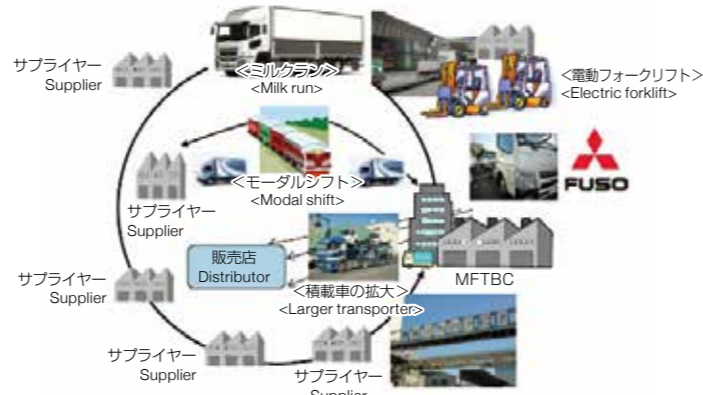 サプライヤー
Supplier
<ミルクラン>
<Milk run>
<電動フォークリフト>
<Electric forklift>
<モーダルシフト>
<Modal shift>
FUSO
サプライヤー
Supplier
販売店
Distributor
<積載車の拡大>
<Larger transporter>
MFTBC
サプライヤー
Supplier
サプライヤー
Supplier
サプライヤー
Supplier